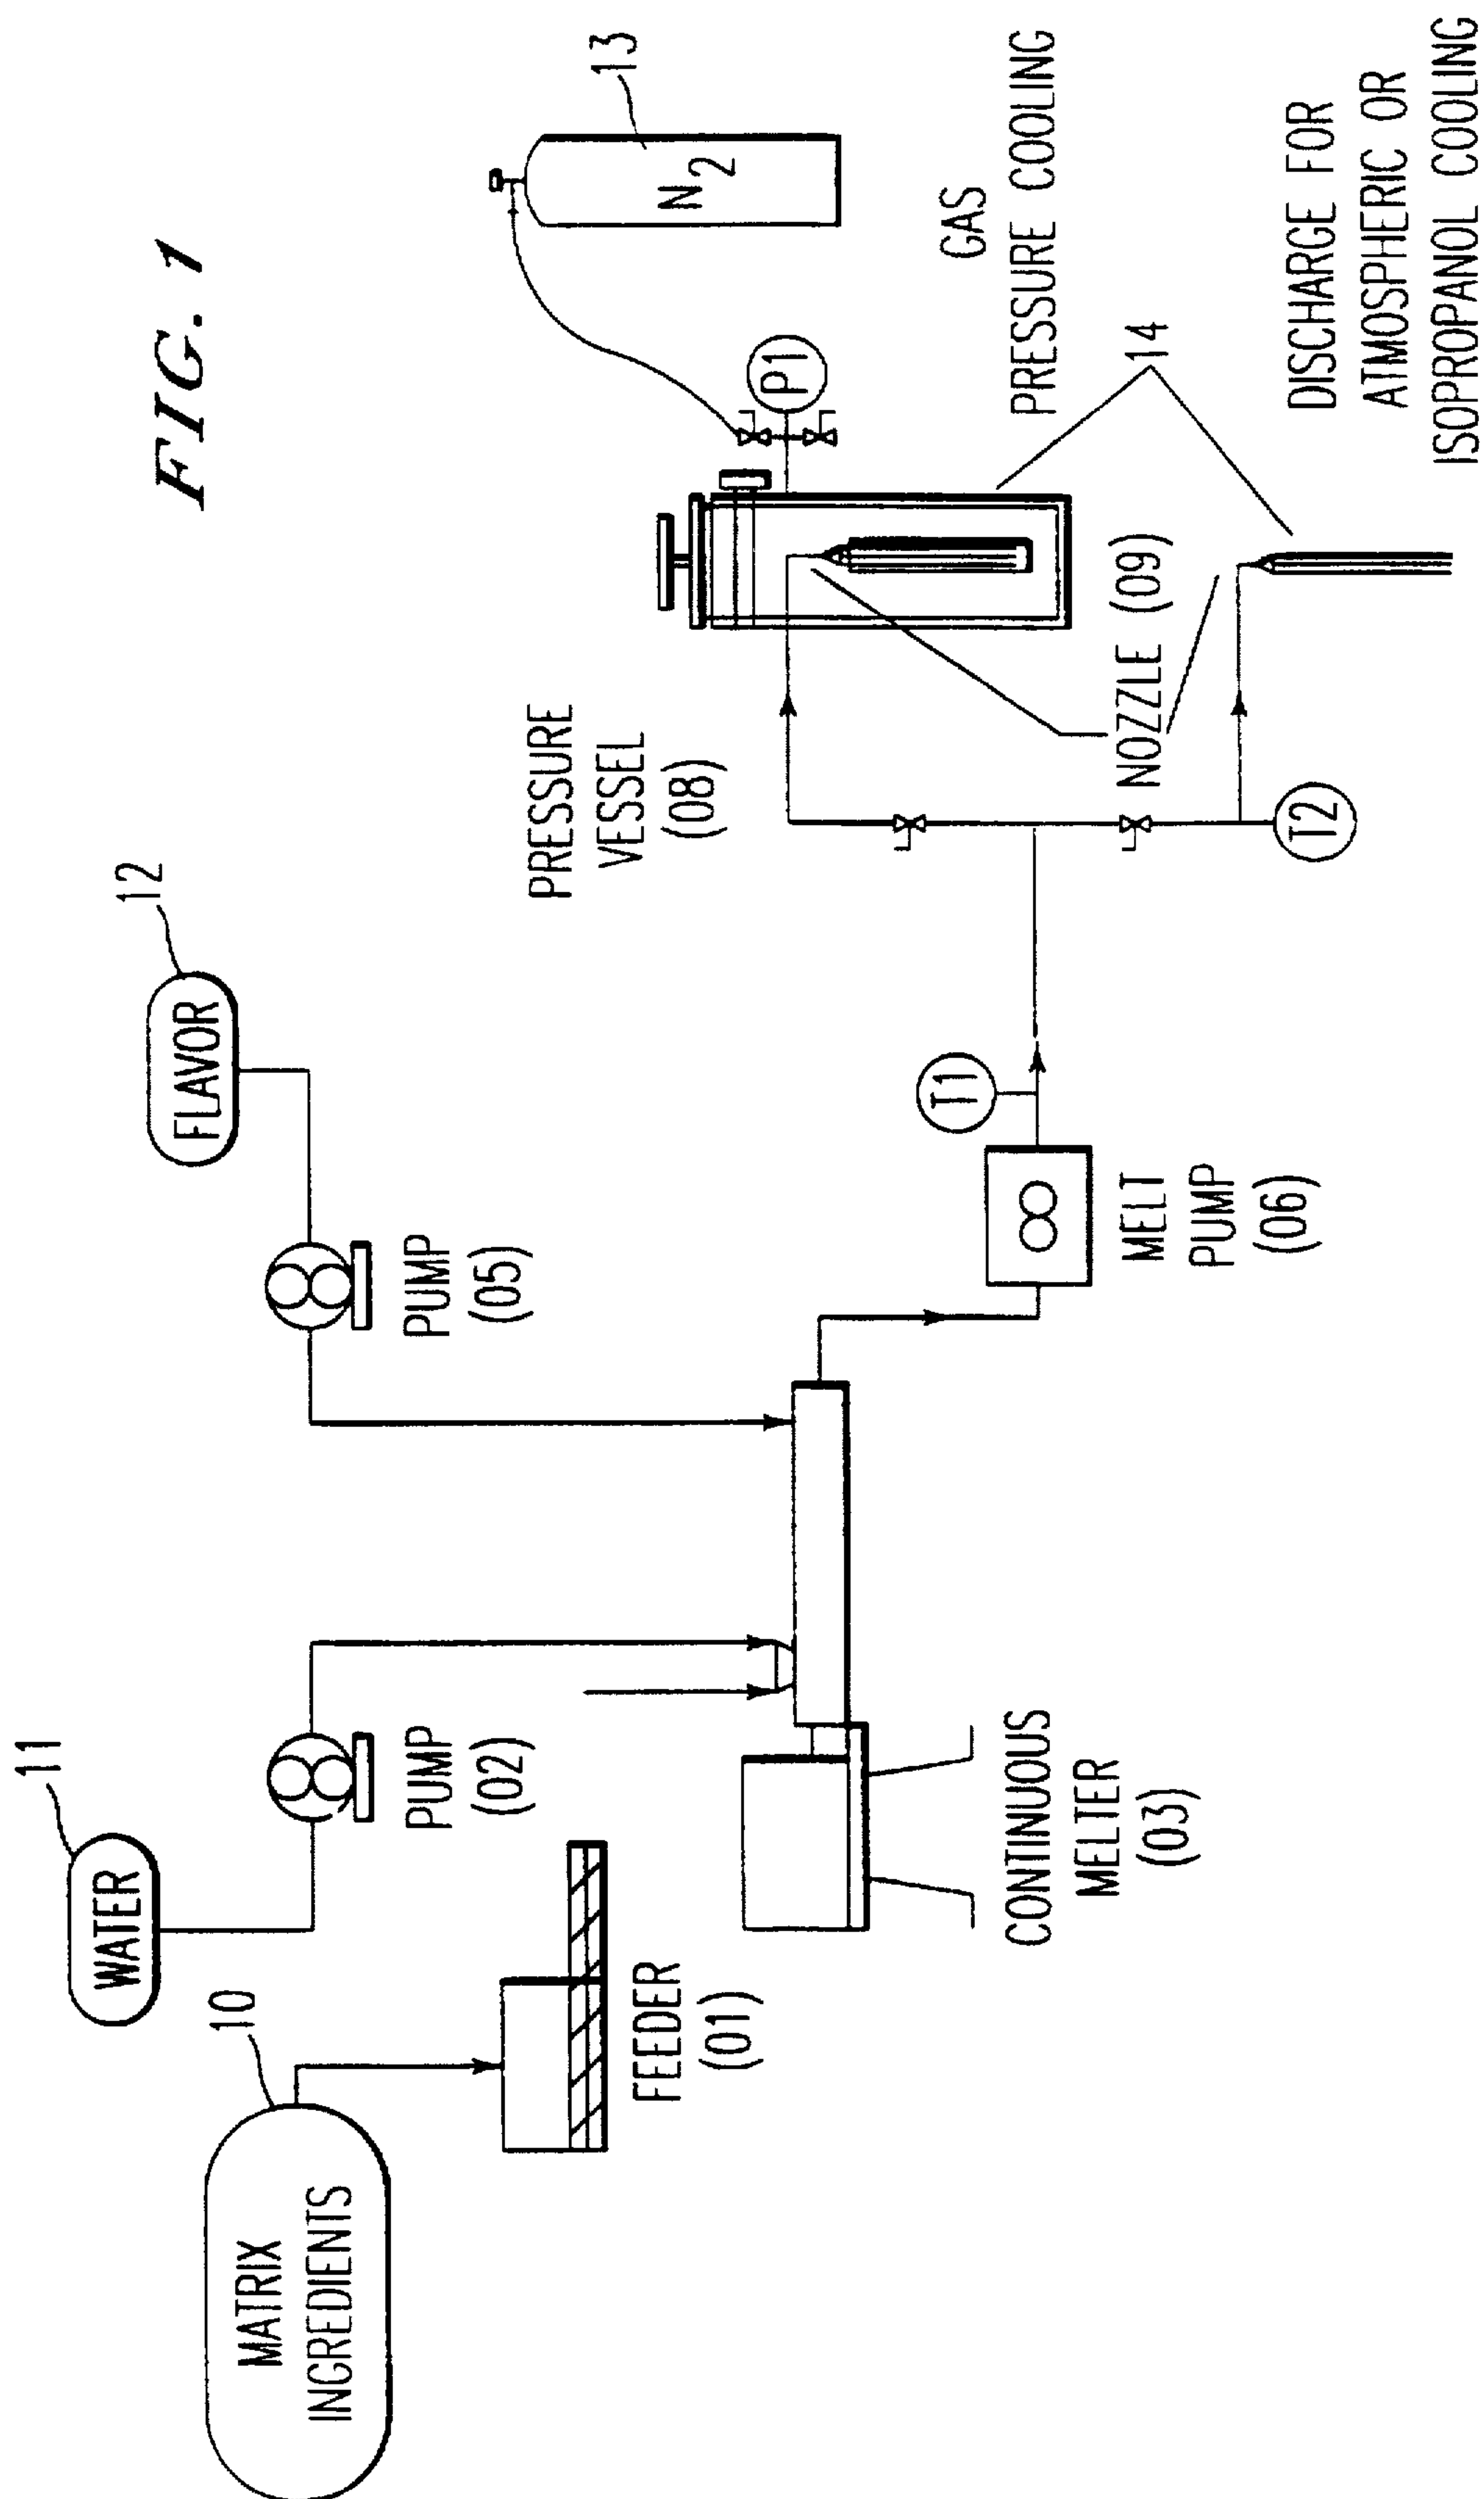 FIG. 1
MATRIX
INGREDIENTS
10
WATER
11
FEEDER
(01)
PUMP
(02)
CONTINUOUS
MELTER
(03)
FLAVOR
12
PUMP
(05)
MELT
PUMP
(06)
T1
PRESSURE
VESSEL
(08)
NOZZLE (09)
T2
P1
N2
13
GAS
PRESSURE COOLING
14
DISCHARGE FOR
ATMOSPHERIC OR
ISOPROPANOL COOLING